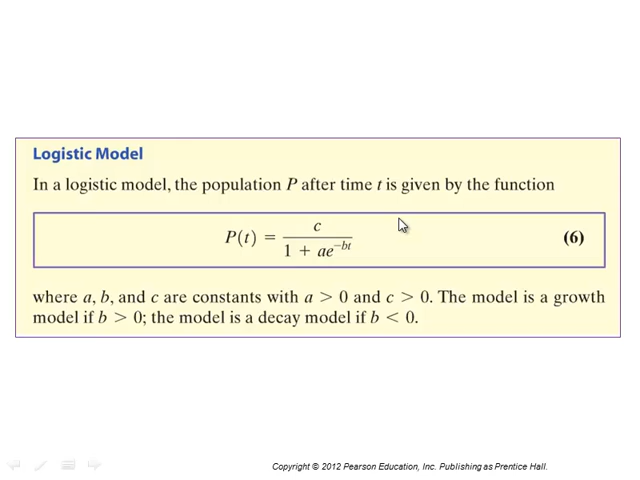 Logistic Model
In a logistic model, the population P after time t is given by the function
P(t) = c / (1 + ae^{-bt}) (6)
where a, b, and c are constants with a > 0 and c > 0. The model is a growth
model if b > 0; the model is a decay model if b < 0.
Copyright © 2012 Pearson Education, Inc. Publishing as Prentice Hall.